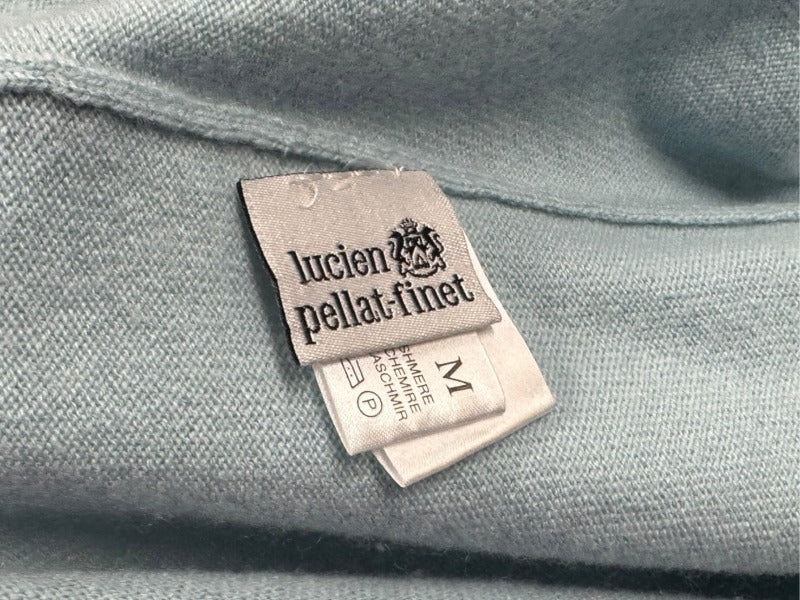 lucien
pellat-finet
M
SHMERE
CHEMIRE
ASCHMIR
P